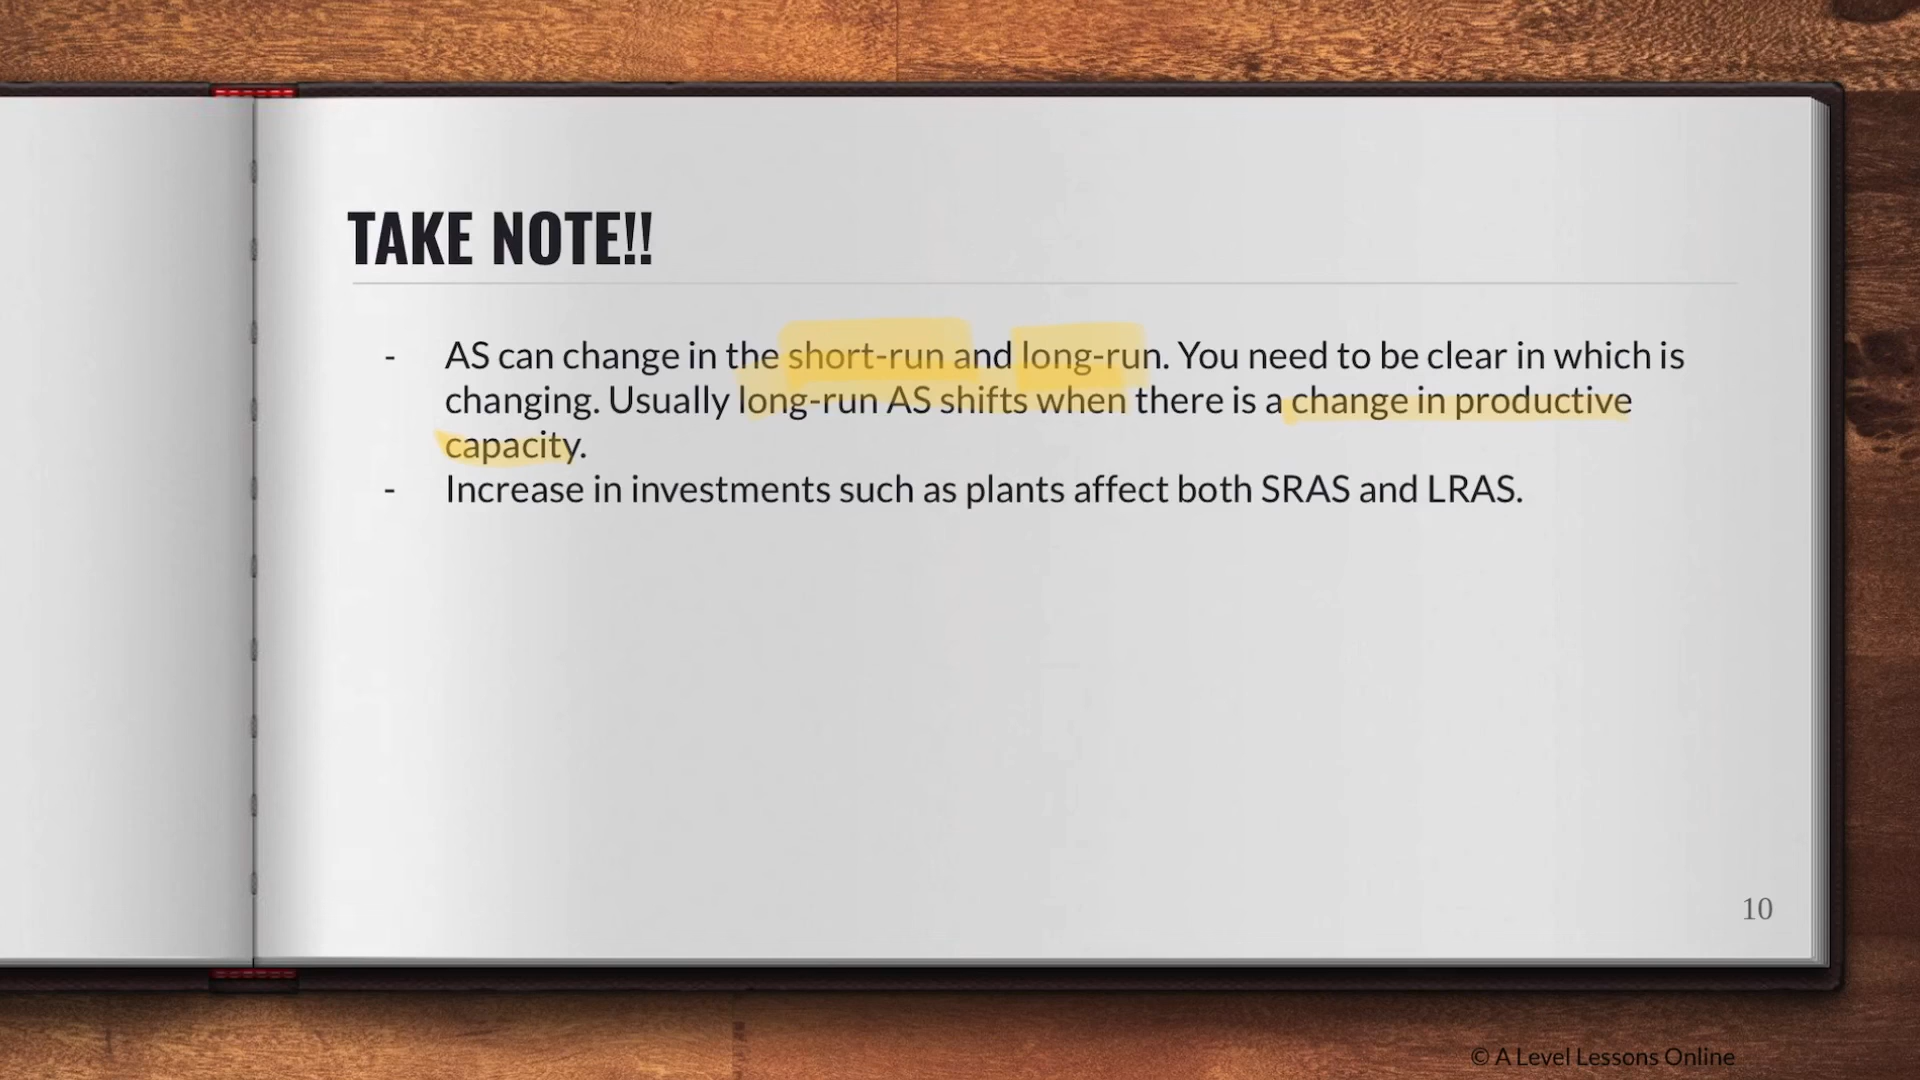 TAKE NOTE!!
- AS can change in the short-run and long-run. You need to be clear in which is
changing. Usually long-run AS shifts when there is a change in productive
capacity.
- Increase in investments such as plants affect both SRAS and LRAS.
10
© A Level Lessons Online